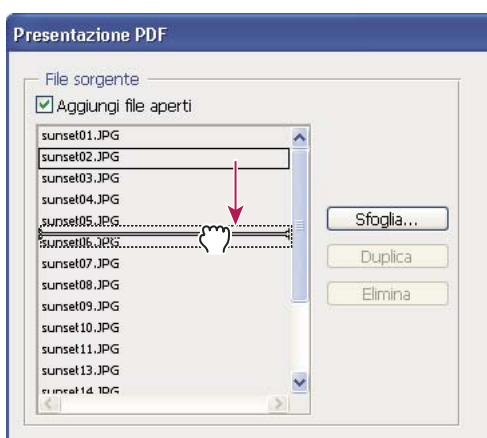 Presentazione PDF
File sorgente
Aggiungi file aperti
sunset01.JPG
sunset02.JPG
sunset03.JPG
sunset04.JPG
sunset05.JPG
sunset06.JPG
sunset07.JPG
sunset08.JPG
sunset09.JPG
sunset10.JPG
sunset11.JPG
sunset13.JPG
sunset14.JPG
Sfoglia...
Duplica
Elimina